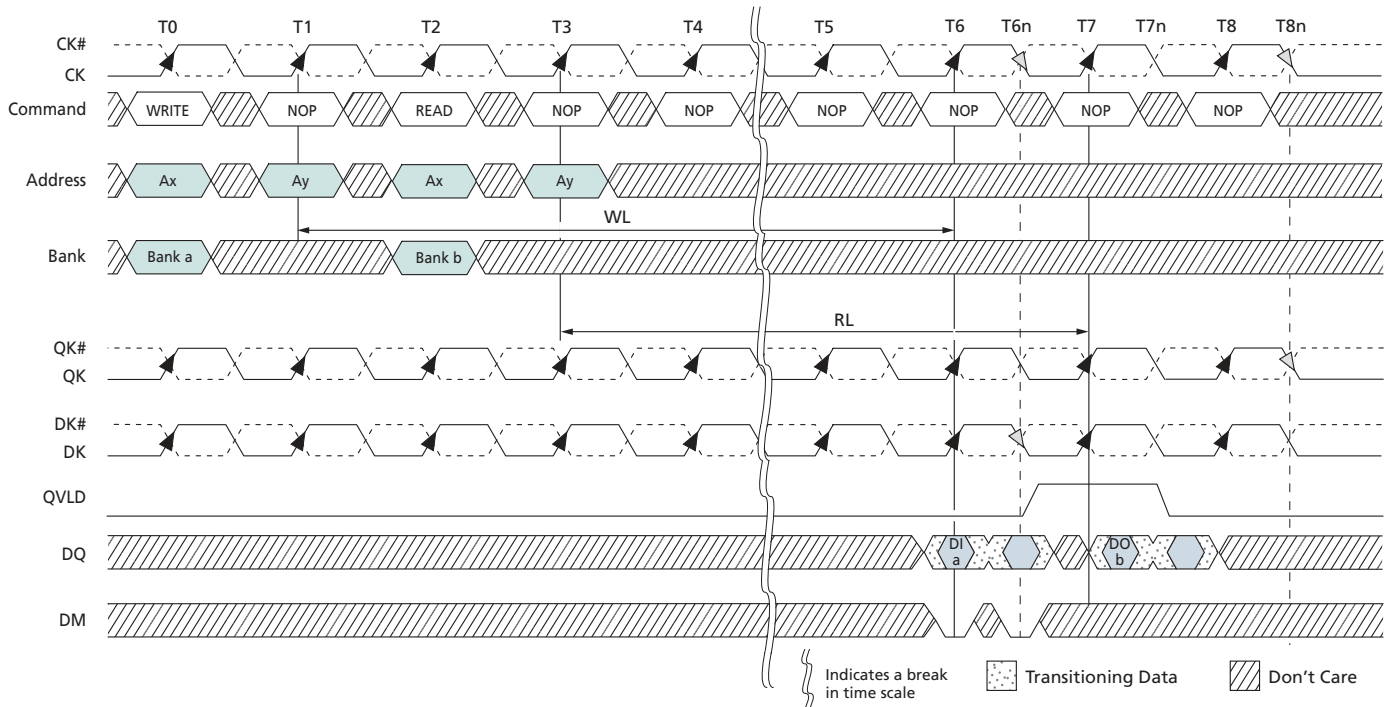 T0 T1 T2 T3 T4 T5 T6 T6n T7 T7n T8 T8n
CK#
CK
Command WRITE NOP READ NOP NOP NOP NOP NOP NOP
Address Ax Ay Ax Ay
WL
Bank Bank a Bank b
RL
QK#
QK
DK#
DK
QVLD
DQ DI a DO b
DM
Indicates a break in time scale
Transitioning Data
Don't Care